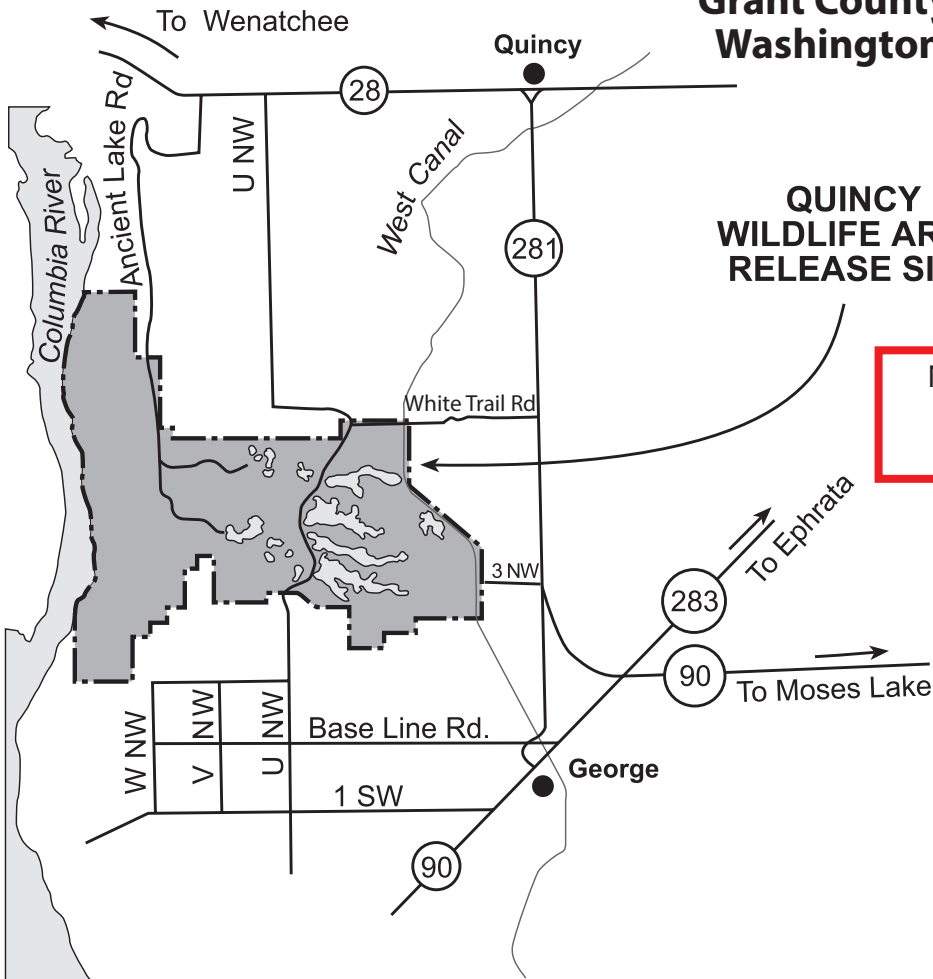 Grant County
Washington
To Wenatchee
Quincy
28
Ancient Lake Rd
U NW
West Canal
Columbia River
281
QUINCY
WILDLIFE AR
RELEASE SI
White Trail Rd
3 NW
To Ephrata
283
90
To Moses Lake
W NW
V NW
U NW
Base Line Rd.
George
1 SW
90